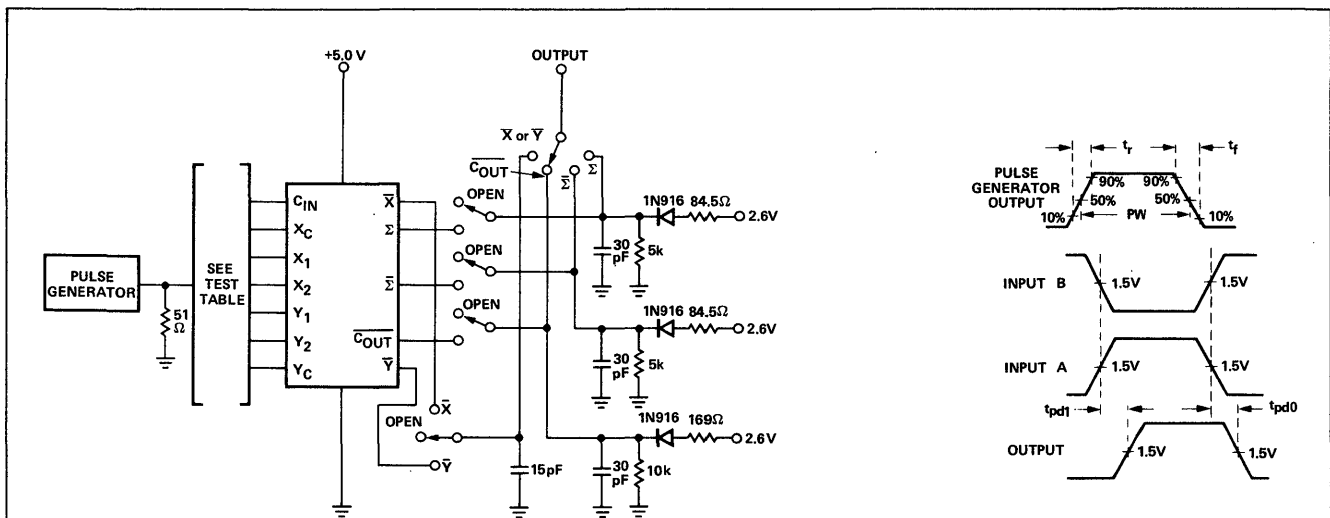 +5.0 V
OUTPUT
X̅ or Y̅
C̅O̅U̅T̅
Σ̅
Σ
OPEN
1N916 84.5Ω
2.6V
30
pF
5k
PULSE
GENERATOR
51
Ω
SEE
TEST
TABLE
CIN
XC
X1
X2
Y1
Y2
YC
X̅
Σ
Σ̅
C̅O̅U̅T̅
Y̅
OPEN
1N916 84.5Ω
2.6V
30
pF
5k
OPEN
X̅
OPEN
Y̅
15pF
1N916 169Ω
2.6V
30
pF
10k
tr
tf
PULSE
GENERATOR
OUTPUT
90% 90%
50% 50%
10% PW 10%
INPUT B
1.5V 1.5V
INPUT A
1.5V 1.5V
tpd1 tpd0
OUTPUT
1.5V 1.5V